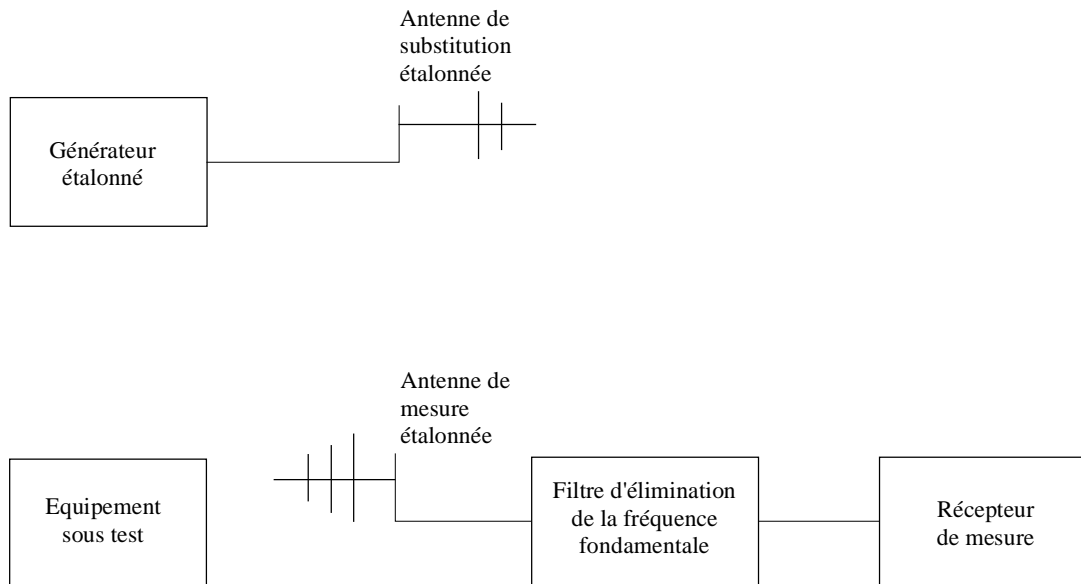 Antenne de
substitution
étalonnée
Générateur
étalonné
Antenne de
mesure
étalonnée
Equipement
sous test
Filtre d'élimination
de la fréquence
fondamentale
Récepteur
de mesure